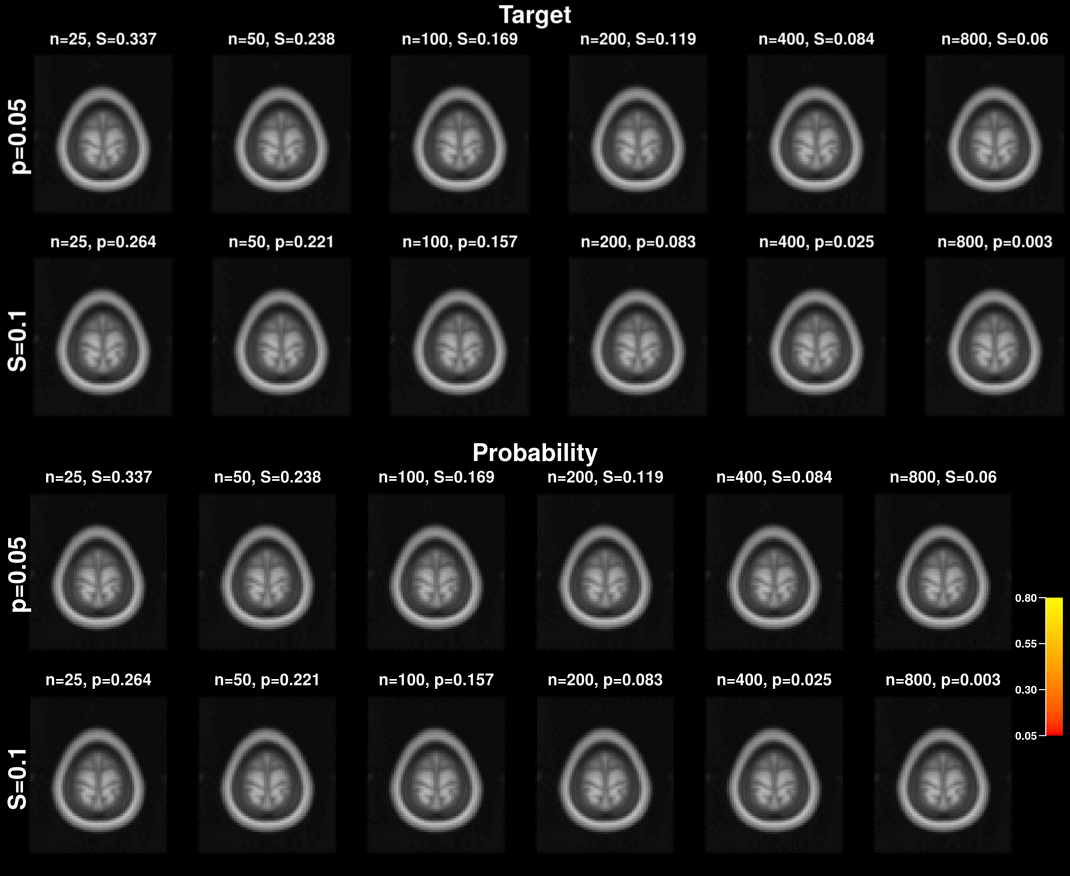 Target
n=25, S=0.337 n=50, S=0.238 n=100, S=0.169 n=200, S=0.119 n=400, S=0.084 n=800, S=0.06
p=0.05
n=25, p=0.264 n=50, p=0.221 n=100, p=0.157 n=200, p=0.083 n=400, p=0.025 n=800, p=0.003
S=0.1
Probability
n=25, S=0.337 n=50, S=0.238 n=100, S=0.169 n=200, S=0.119 n=400, S=0.084 n=800, S=0.06
p=0.05
n=25, p=0.264 n=50, p=0.221 n=100, p=0.157 n=200, p=0.083 n=400, p=0.025 n=800, p=0.003
S=0.1
0.80
0.55
0.30
0.05